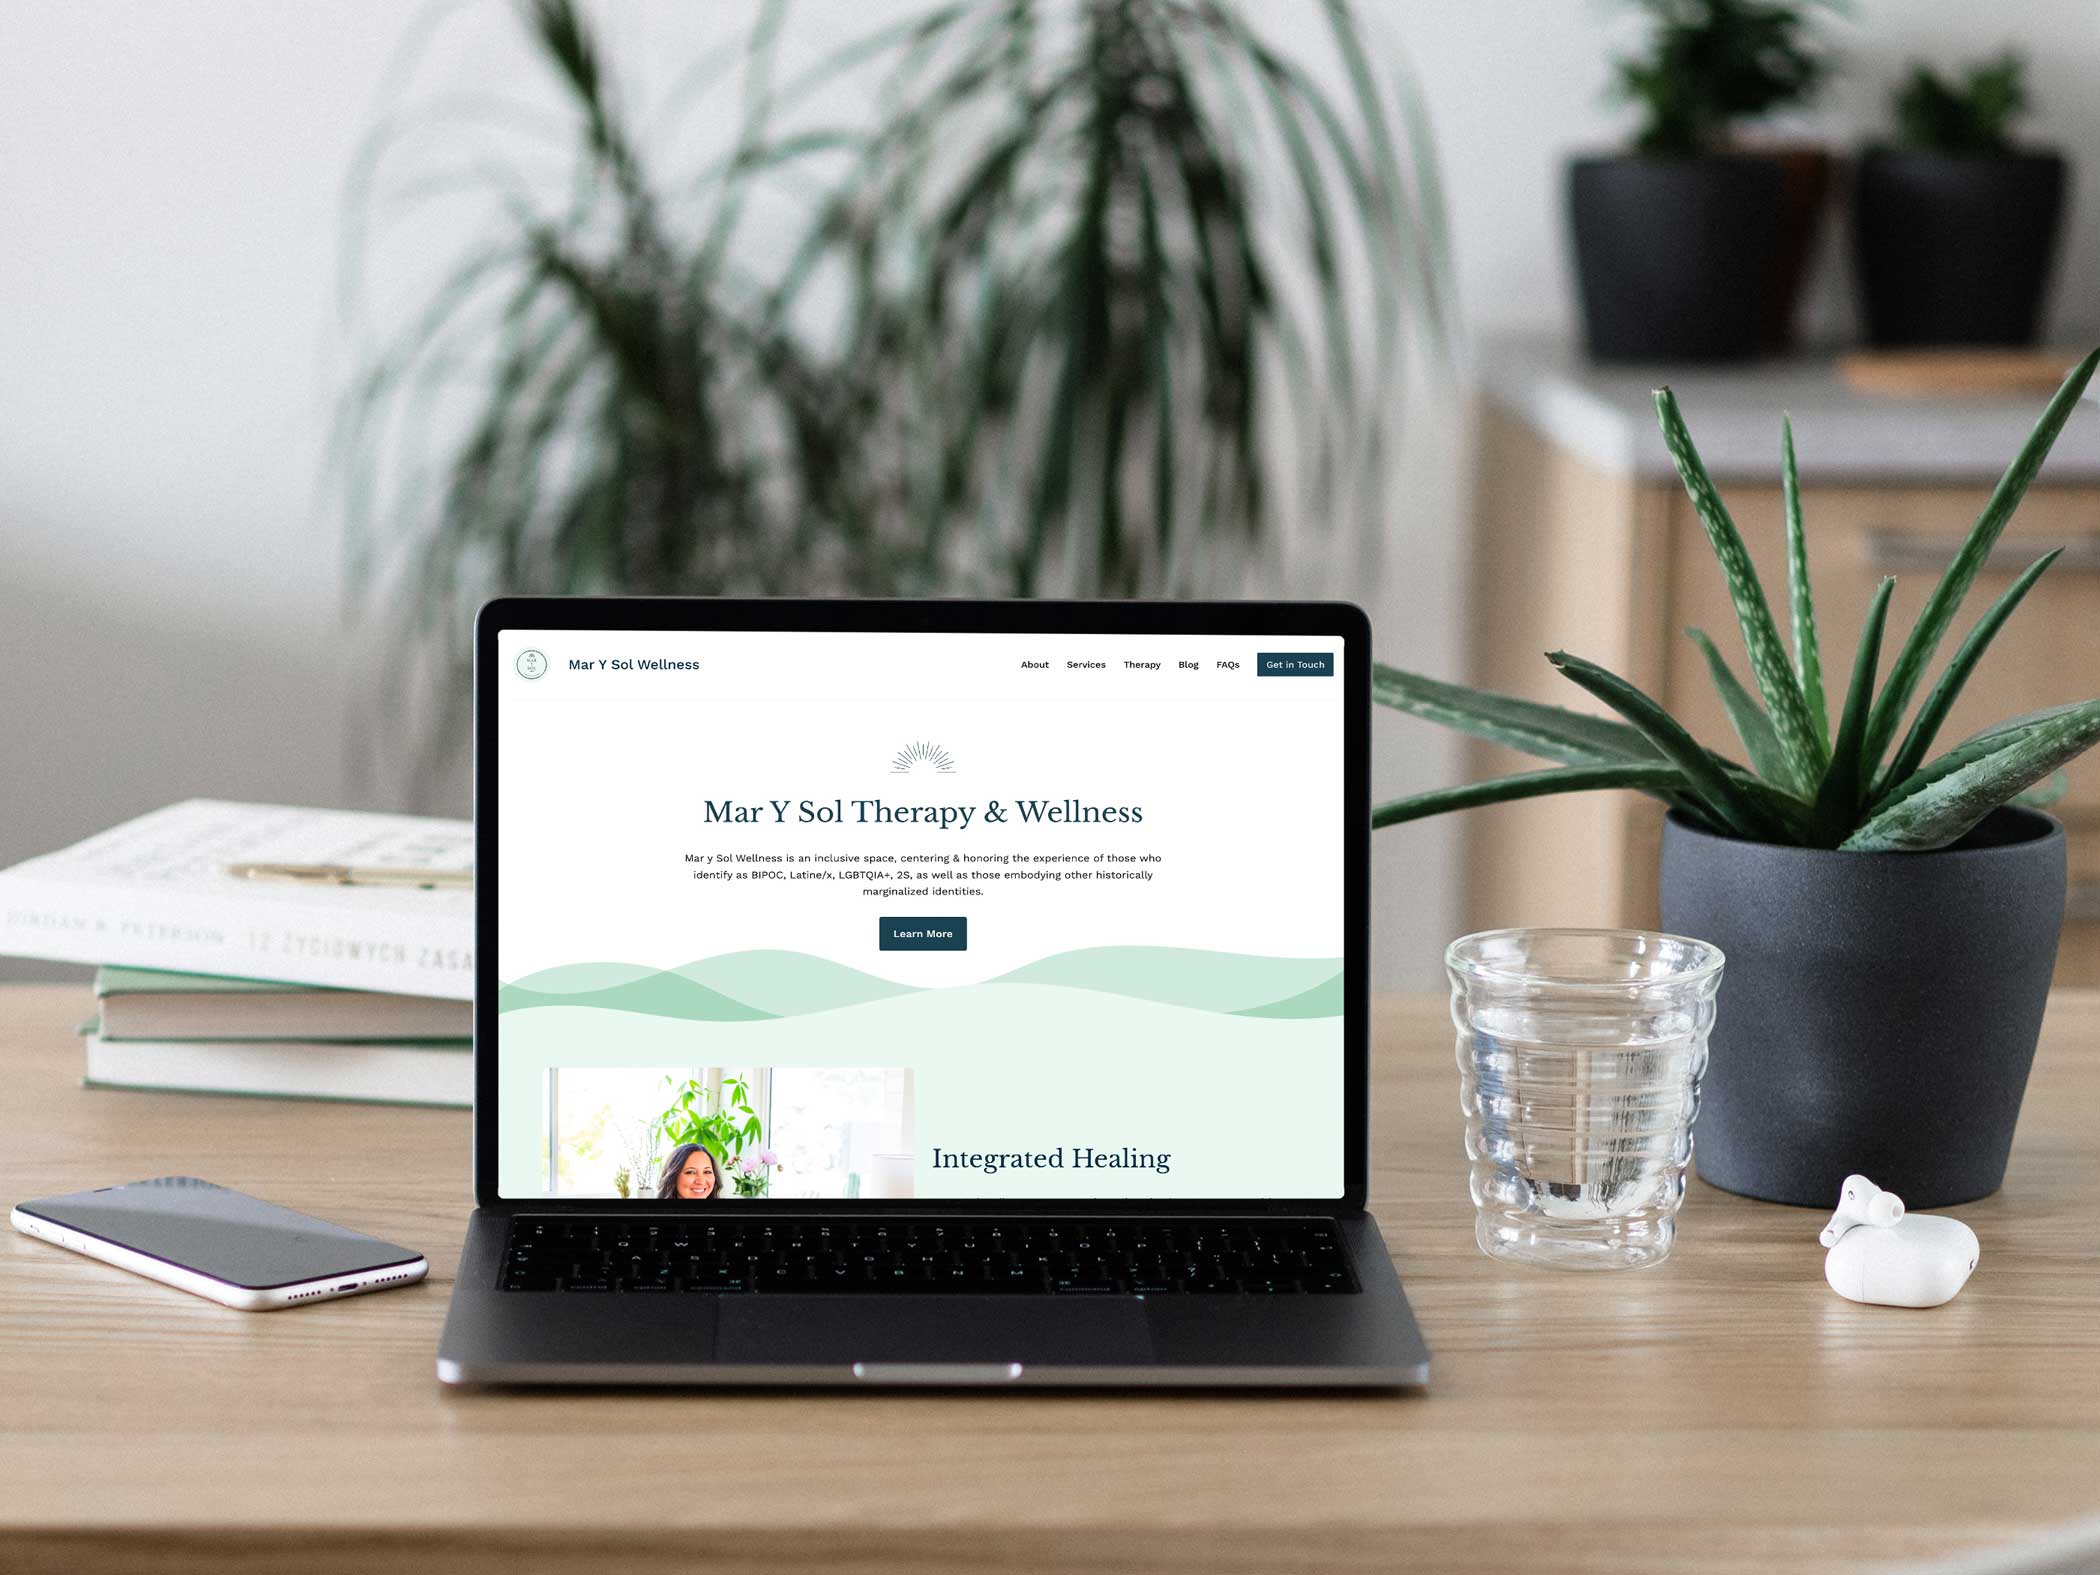 Mar Y Sol Wellness
About Services Therapy Blog FAQs Get in Touch
Mar Y Sol Therapy & Wellness
Mar y Sol Wellness is an inclusive space, centering & honoring the experience of those who
identify as BIPOC, Latine/x, LGBTQIA+, 2S, as well as those embodying other historically
marginalized identities.
Learn More
Integrated Healing
JORDAN B. PETERSON 12 ŻYCIOWYCH ZASA